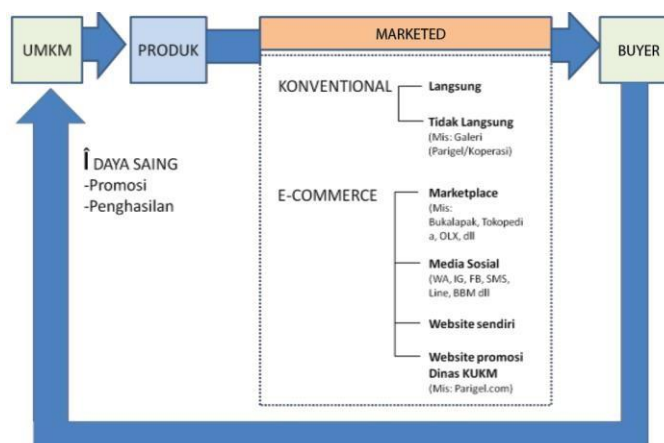 UMKM
PRODUK
MARKETED
BUYER
KONVENTIONAL
Langsung
Tidak Langsung
(Mis: Galeri
(Parigel/Koperasi)
E-COMMERCE
Marketplace
(Mis:
Bukalapak, Tokopedi
a, OLX, dll
Media Sosial
(WA, IG, FB, SMS,
Line, BBM dll
Website sendiri
Website promosi
Dinas KUKM
(Mis: Parigel.com)
Î DAYA SAING
-Promosi
-Penghasilan